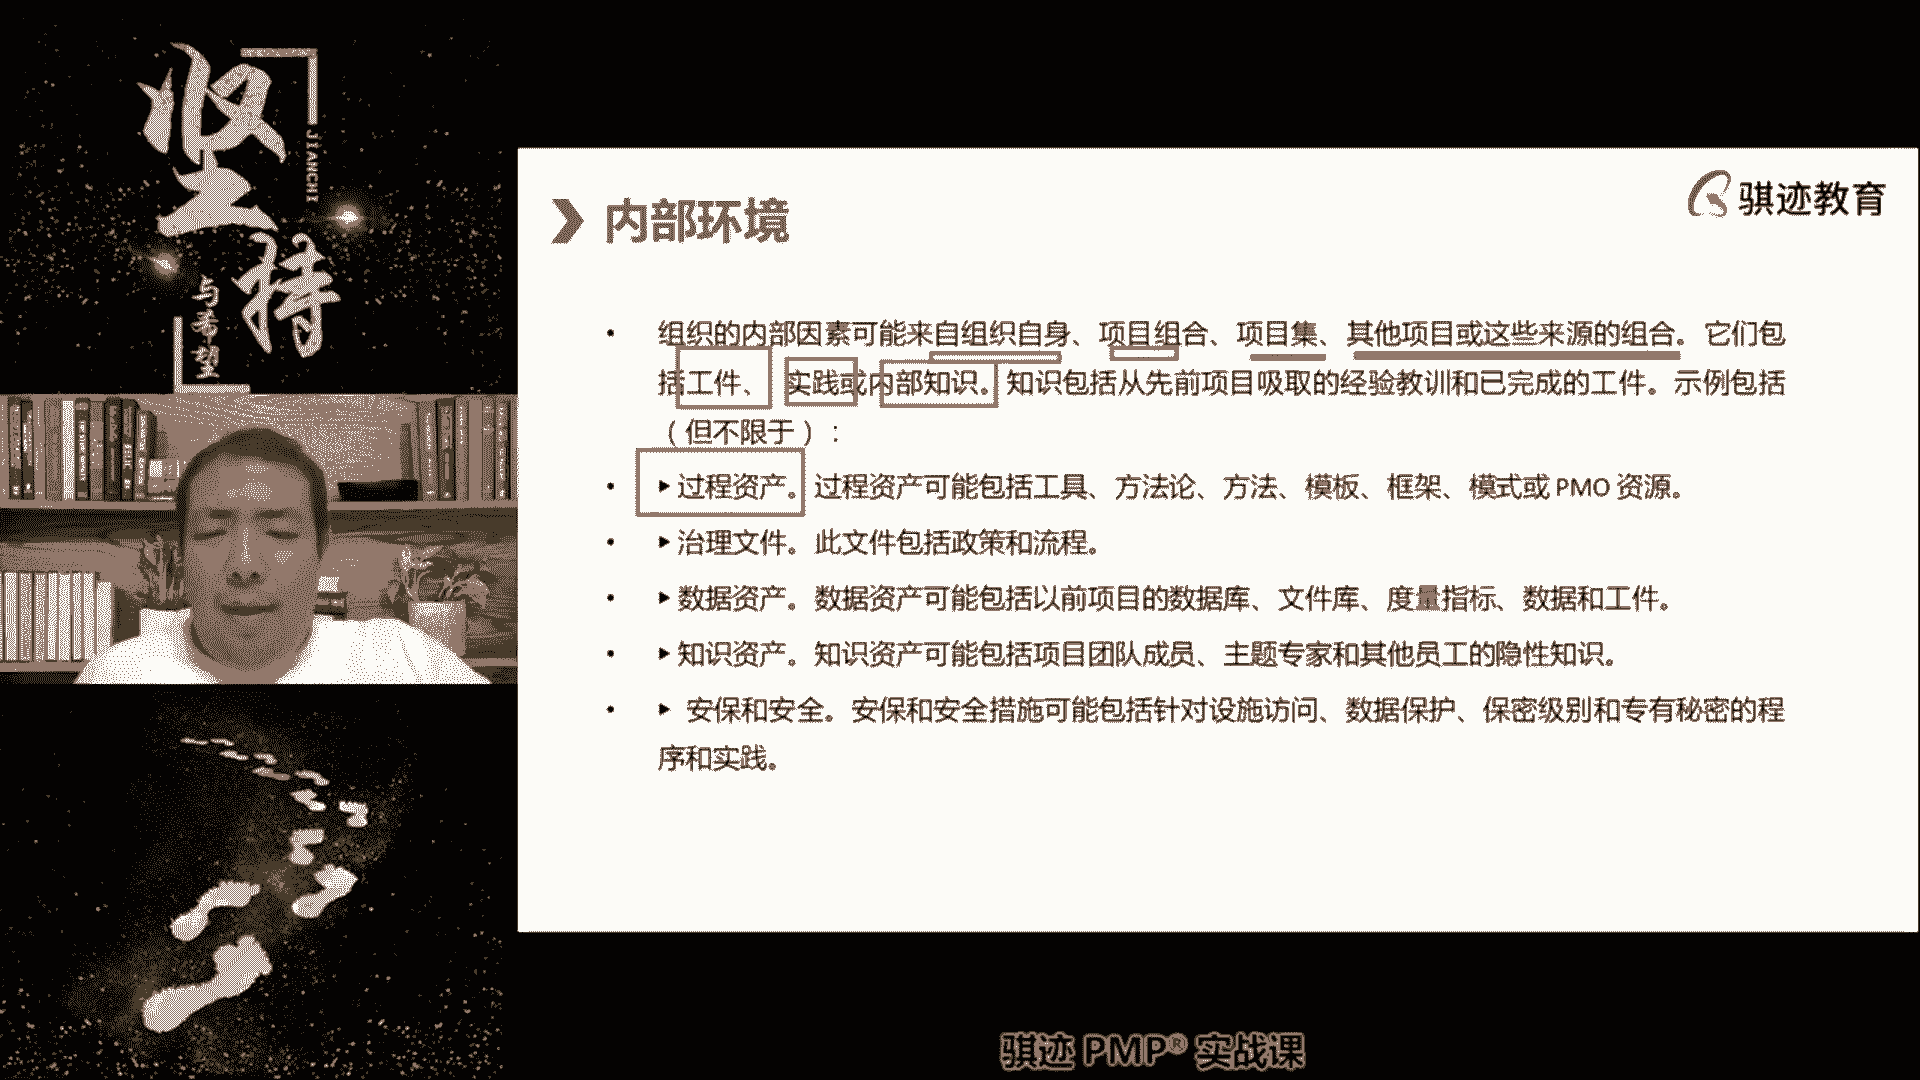 坚持
JIANCHI
与希望
骐迹教育
内部环境
• 组织的内部因素可能来自组织自身、项目组合、项目集、其他项目或这些来源的组合。它们包
括工件、实践或内部知识。知识包括从先前项目吸取的经验教训和已完成的工件。示例包括
（但不限于）：
• ▸过程资产。过程资产可能包括工具、方法论、方法、模板、框架、模式或 PMO 资源。
• ▸治理文件。此文件包括政策和流程。
• ▸数据资产。数据资产可能包括以前项目的数据库、文件库、度量指标、数据和工件。
• ▸知识资产。知识资产可能包括项目团队成员、主题专家和其他员工的隐性知识。
• ▸ 安保和安全。安保和安全措施可能包括针对设施访问、数据保护、保密级别和专有秘密的程
序和实践。
骐迹 PMP® 实战课